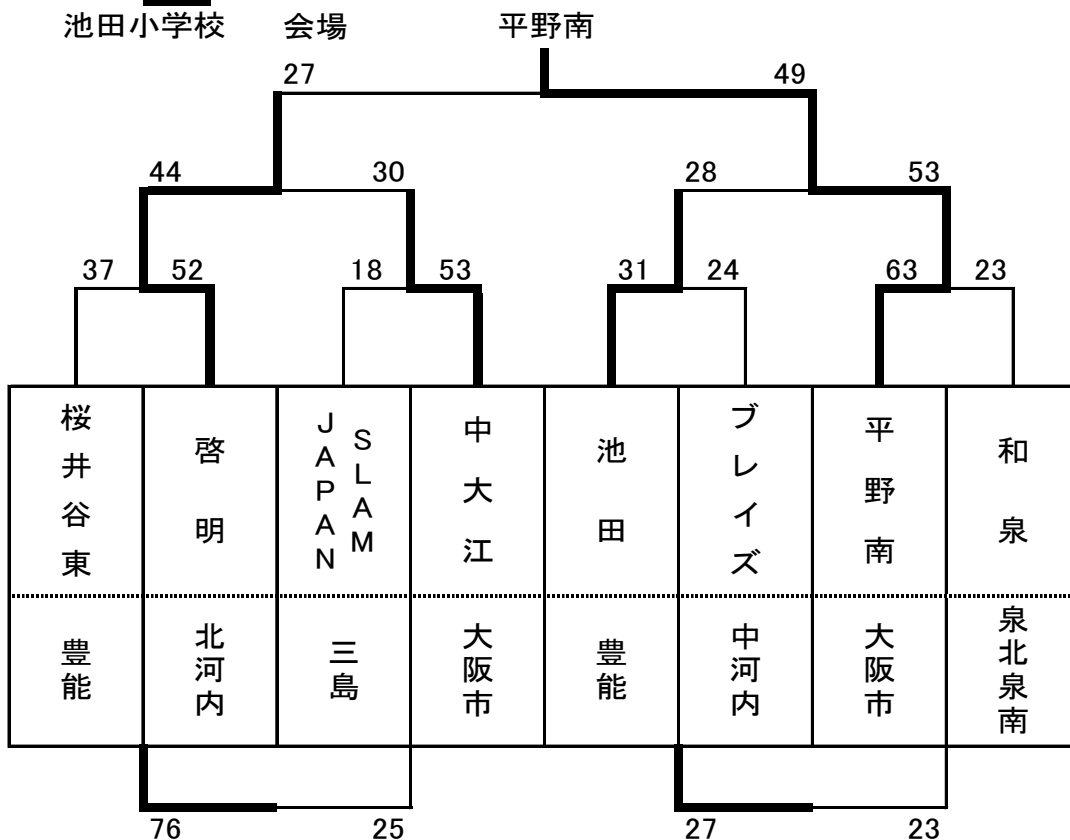 池田小学校 会場 平野南
27 49
44 30 28 53
37 52 18 53 31 24 63 23
桜井谷東
啓明
JAPAN
SLAM
中大江
池田
ブレイズ
平野南
和泉
豊能
北河内
三島
大阪市
豊能
中河内
大阪市
泉北泉南
76 25 27 23